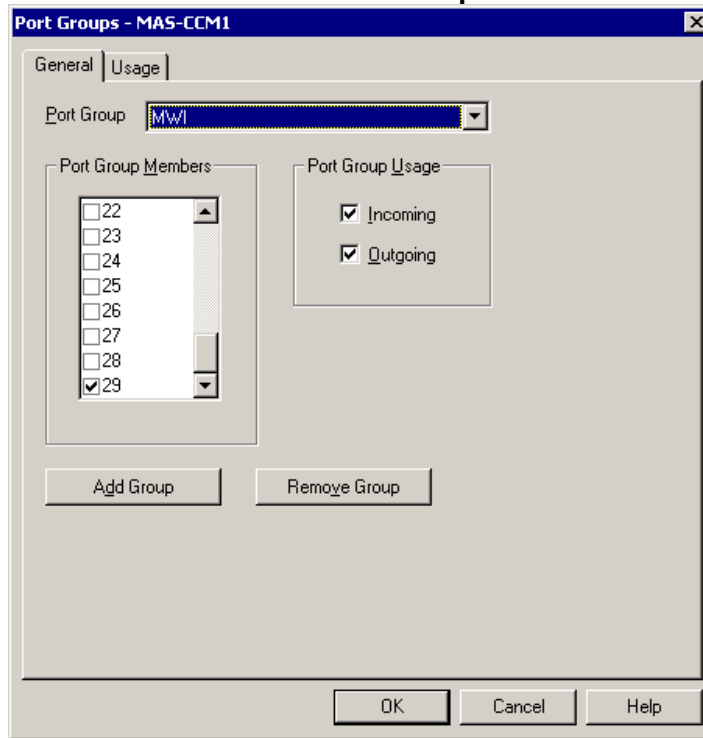 Port Groups - MAS-CCM1
General Usage
Port Group MWI
Port Group Members
Port Group Usage
22
23
24
25
26
27
28
29
Incoming
Outgoing
Add Group Remove Group
OK Cancel Help